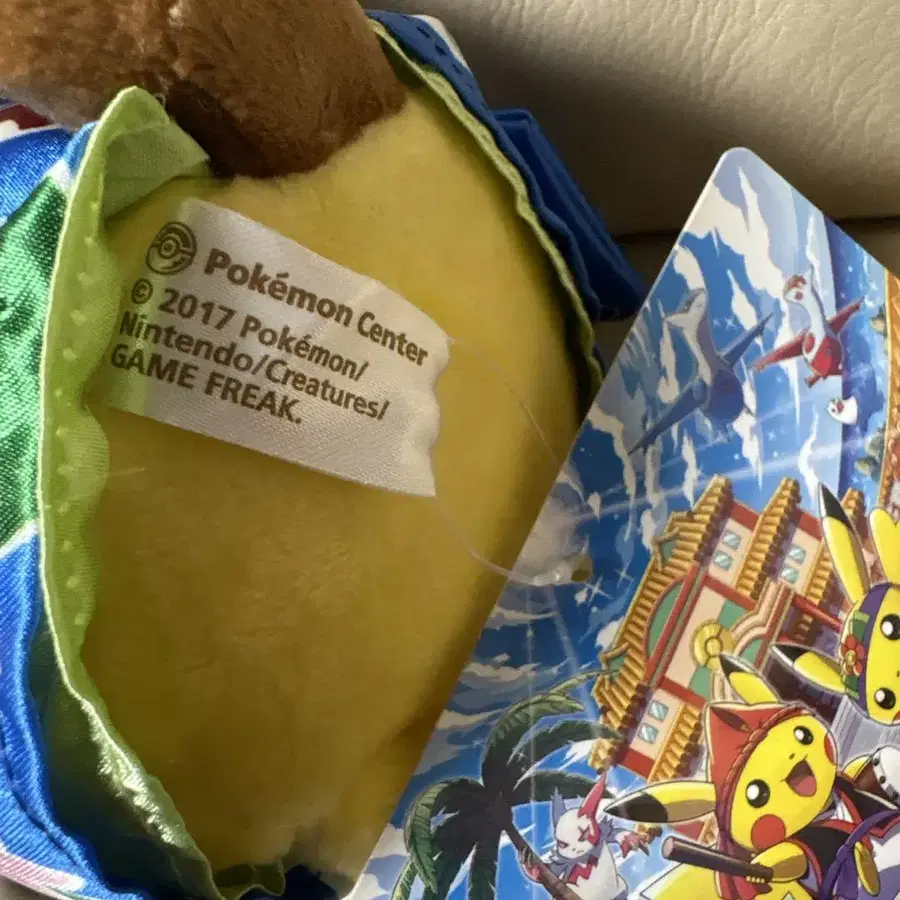 Pokémon Center
© 2017 Pokémon/
Nintendo/Creatures/
GAME FREAK.